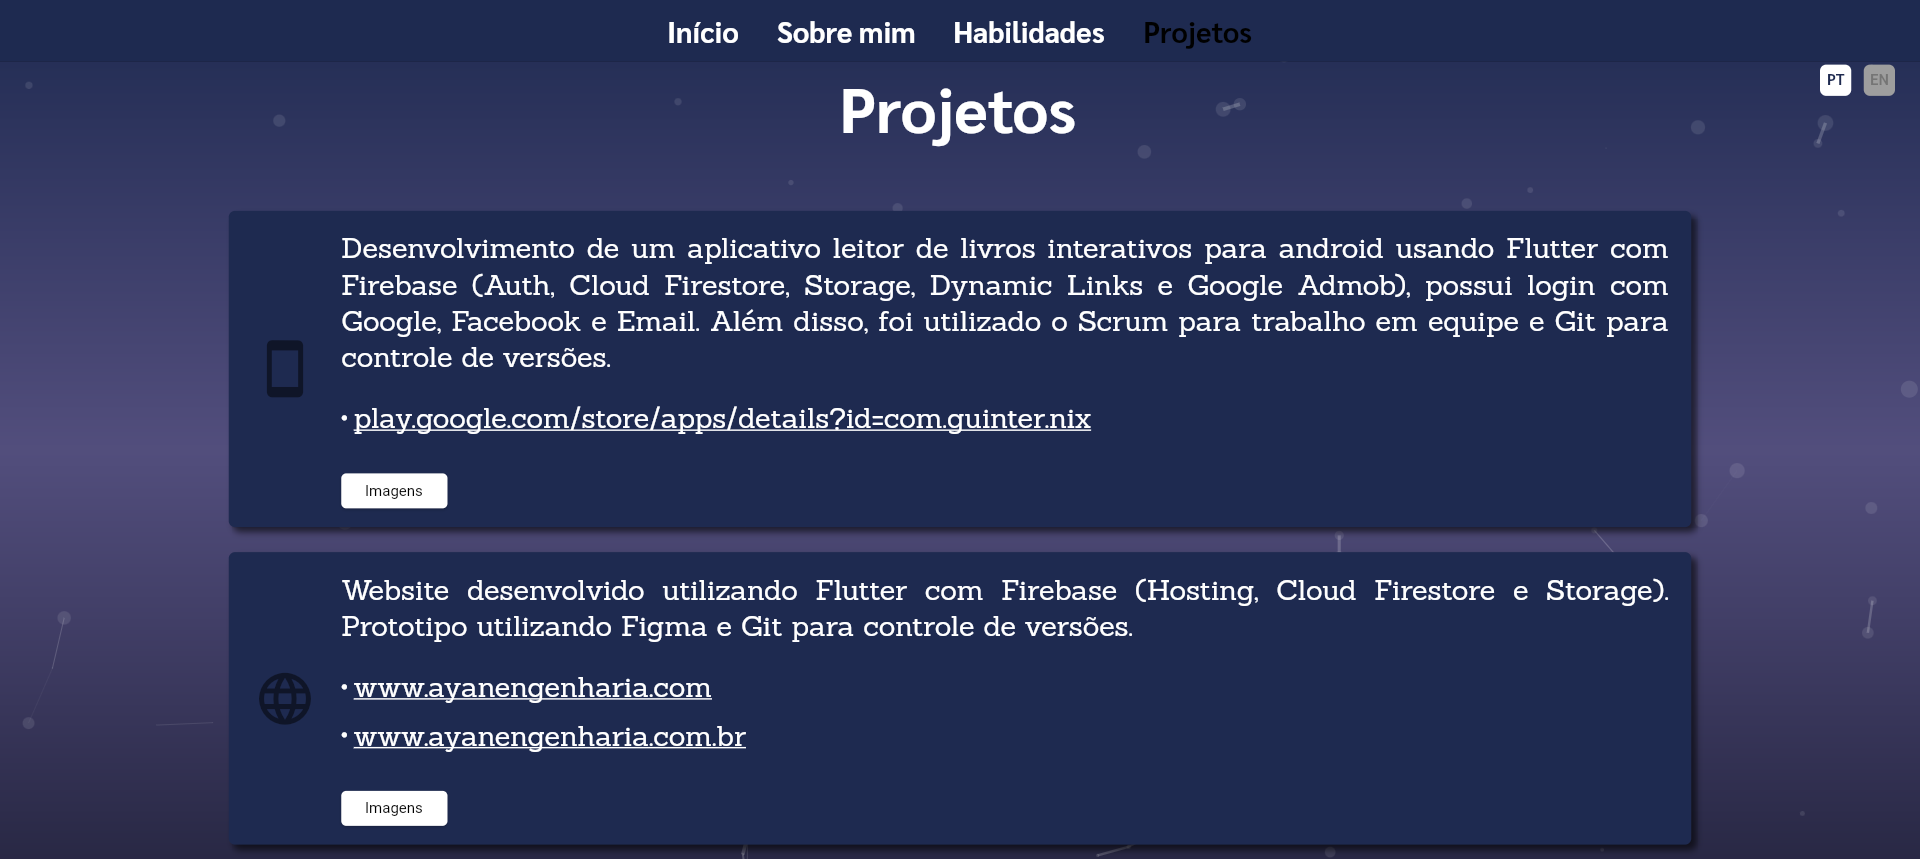 Início Sobre mim Habilidades Projetos
PT EN
Projetos
Desenvolvimento de um aplicativo leitor de livros interativos para android usando Flutter com
Firebase (Auth, Cloud Firestore, Storage, Dynamic Links e Google Admob), possui login com
Google, Facebook e Email. Além disso, foi utilizado o Scrum para trabalho em equipe e Git para
controle de versões.
• play.google.com/store/apps/details?id=com.guinter.nix
Imagens
Website desenvolvido utilizando Flutter com Firebase (Hosting, Cloud Firestore e Storage).
Prototipo utilizando Figma e Git para controle de versões.
• www.ayanengenharia.com
• www.ayanengenharia.com.br
Imagens